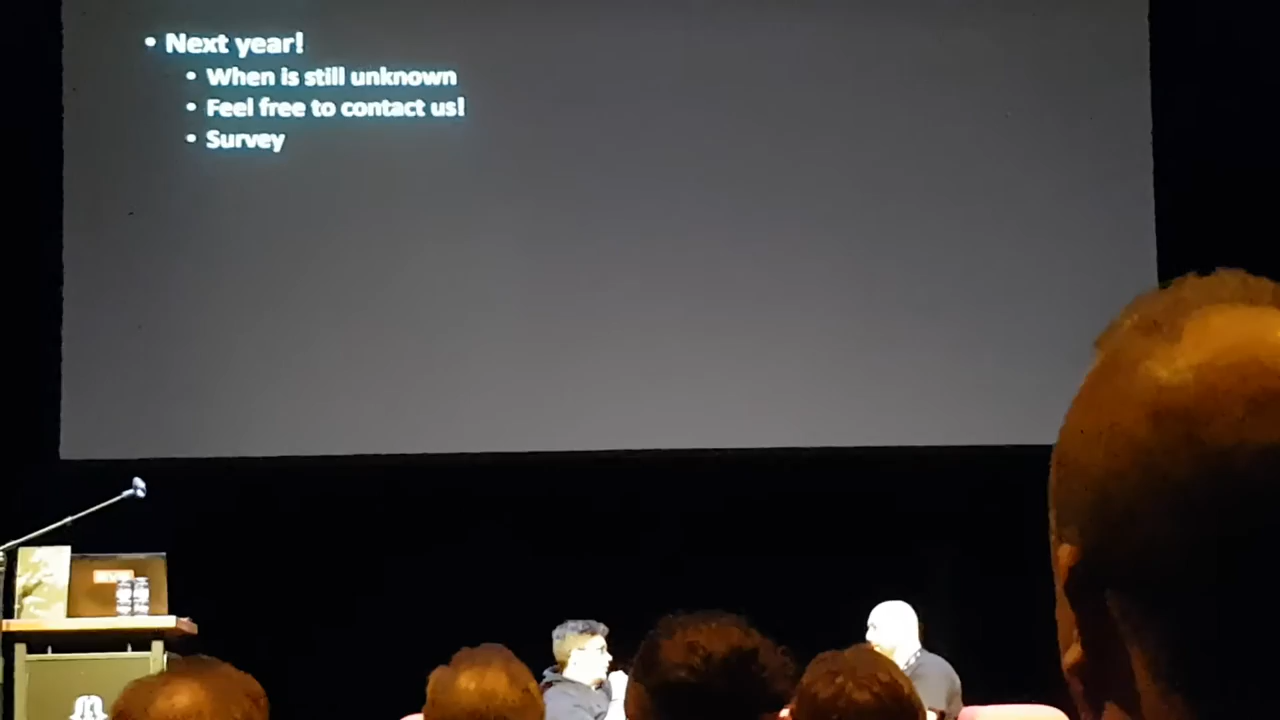 • Next year!
• When is still unknown
• Feel free to contact us!
• Survey